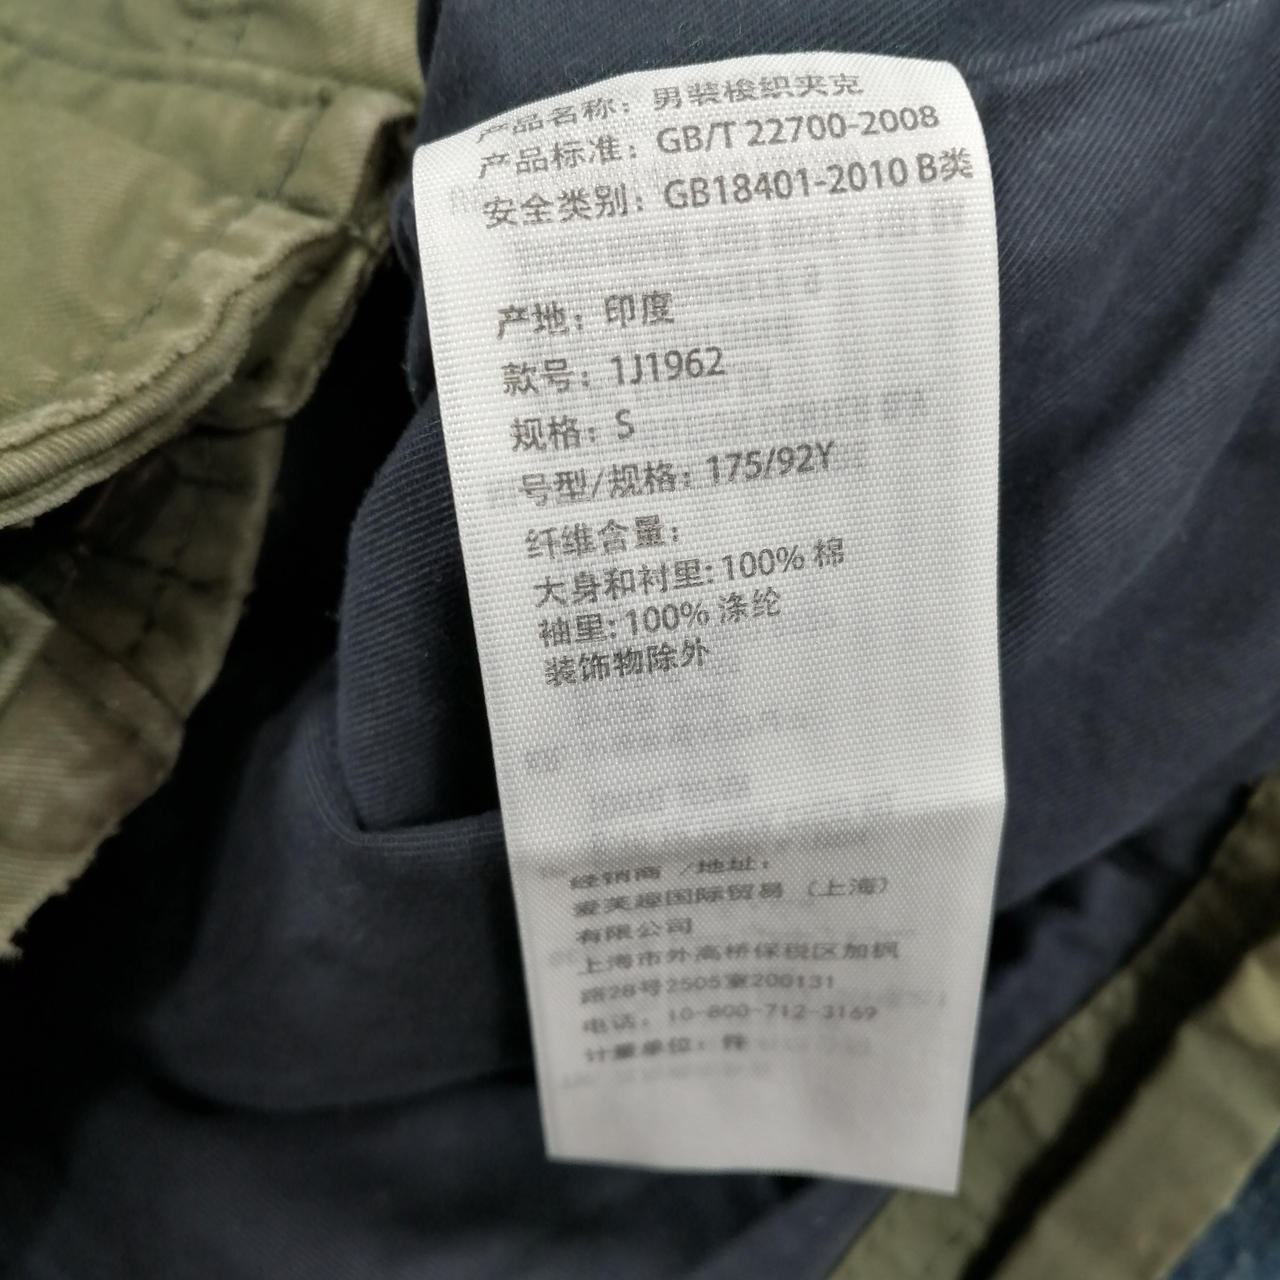 产品名称：男装梭织夹克
产品标准：GB/T 22700-2008
安全类别：GB18401-2010 B类
产地：印度
款号：1J1962
规格：S
号型/规格：175/92Y
纤维含量：
大身和衬里：100% 棉
袖里：100% 涤纶
装饰物除外
经销商 /地址：
爱芙趣国际贸易（上海）
有限公司
上海市外高桥保税区加枫
路28号2505室200131
电话：10-800-712-3169
计量单位：件